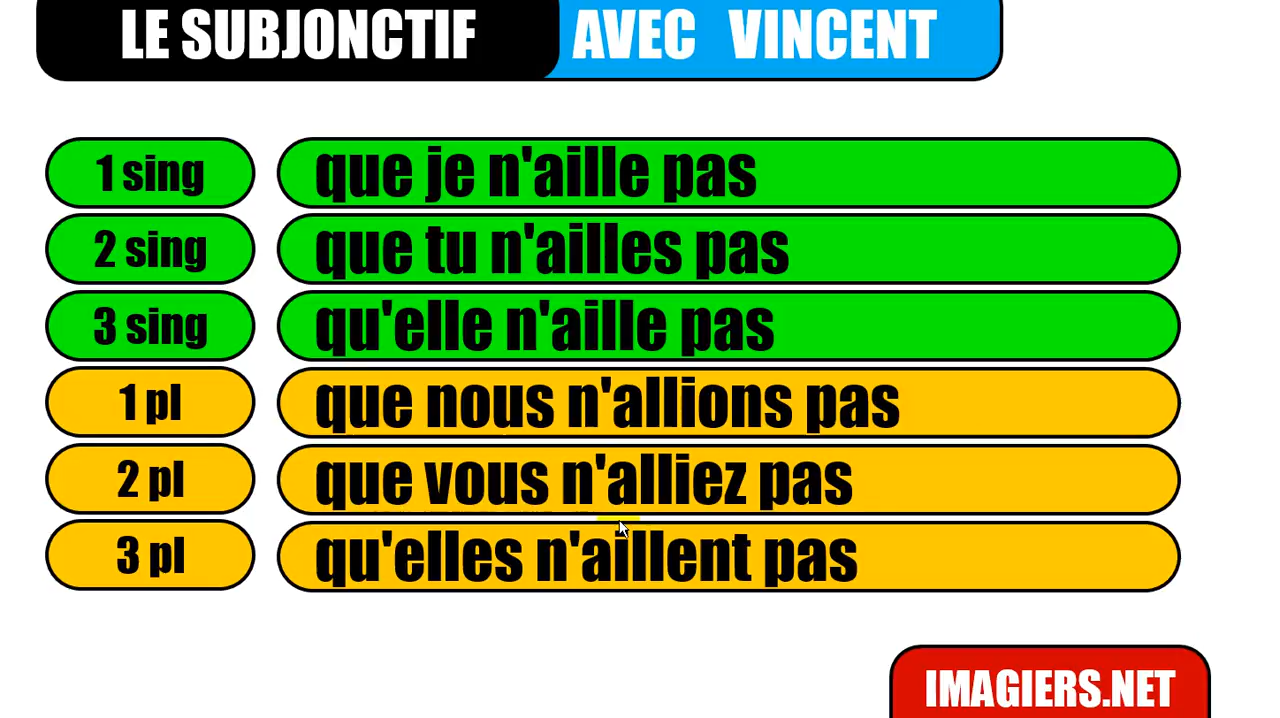 LE SUBJONCTIF AVEC VINCENT
1 sing que je n'aille pas
2 sing que tu n'ailles pas
3 sing qu'elle n'aille pas
1 pl que nous n'allions pas
2 pl que vous n'alliez pas
3 pl qu'elles n'aillent pas
IMAGIERS.NET